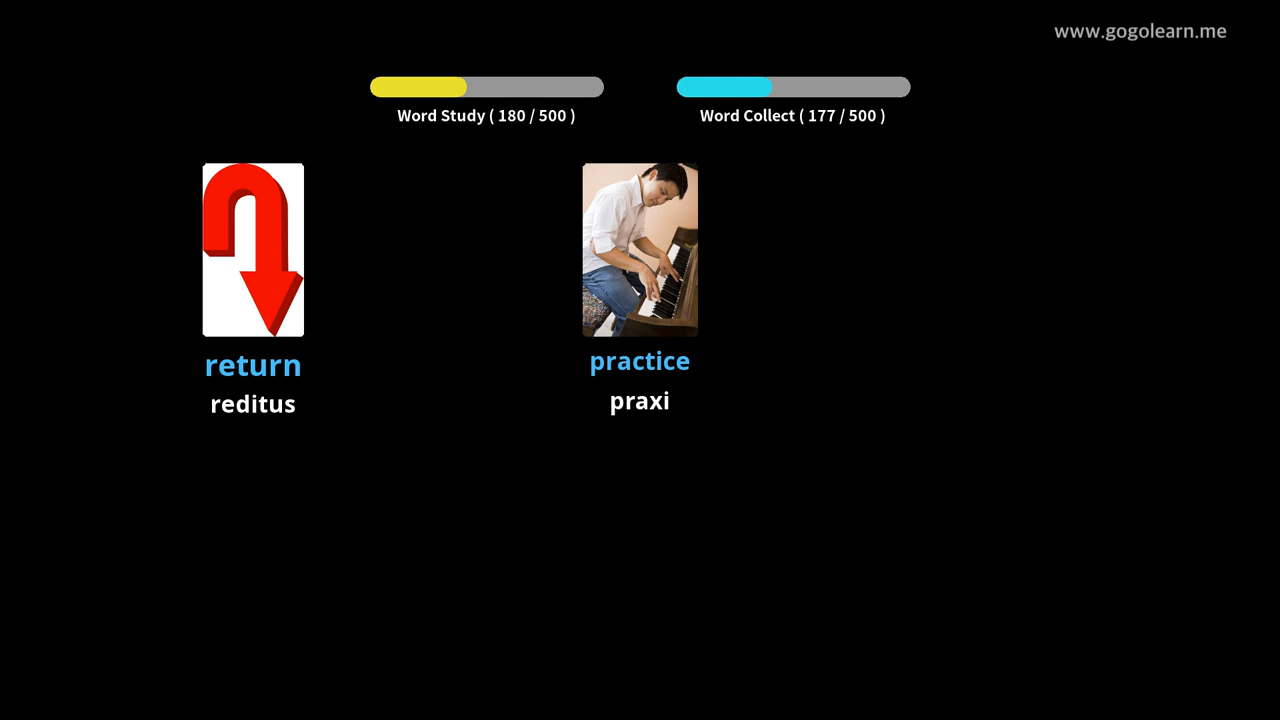 www.gogolearn.me
Word Study ( 180 / 500 )
Word Collect ( 177 / 500 )
return
reditus
practice
praxi